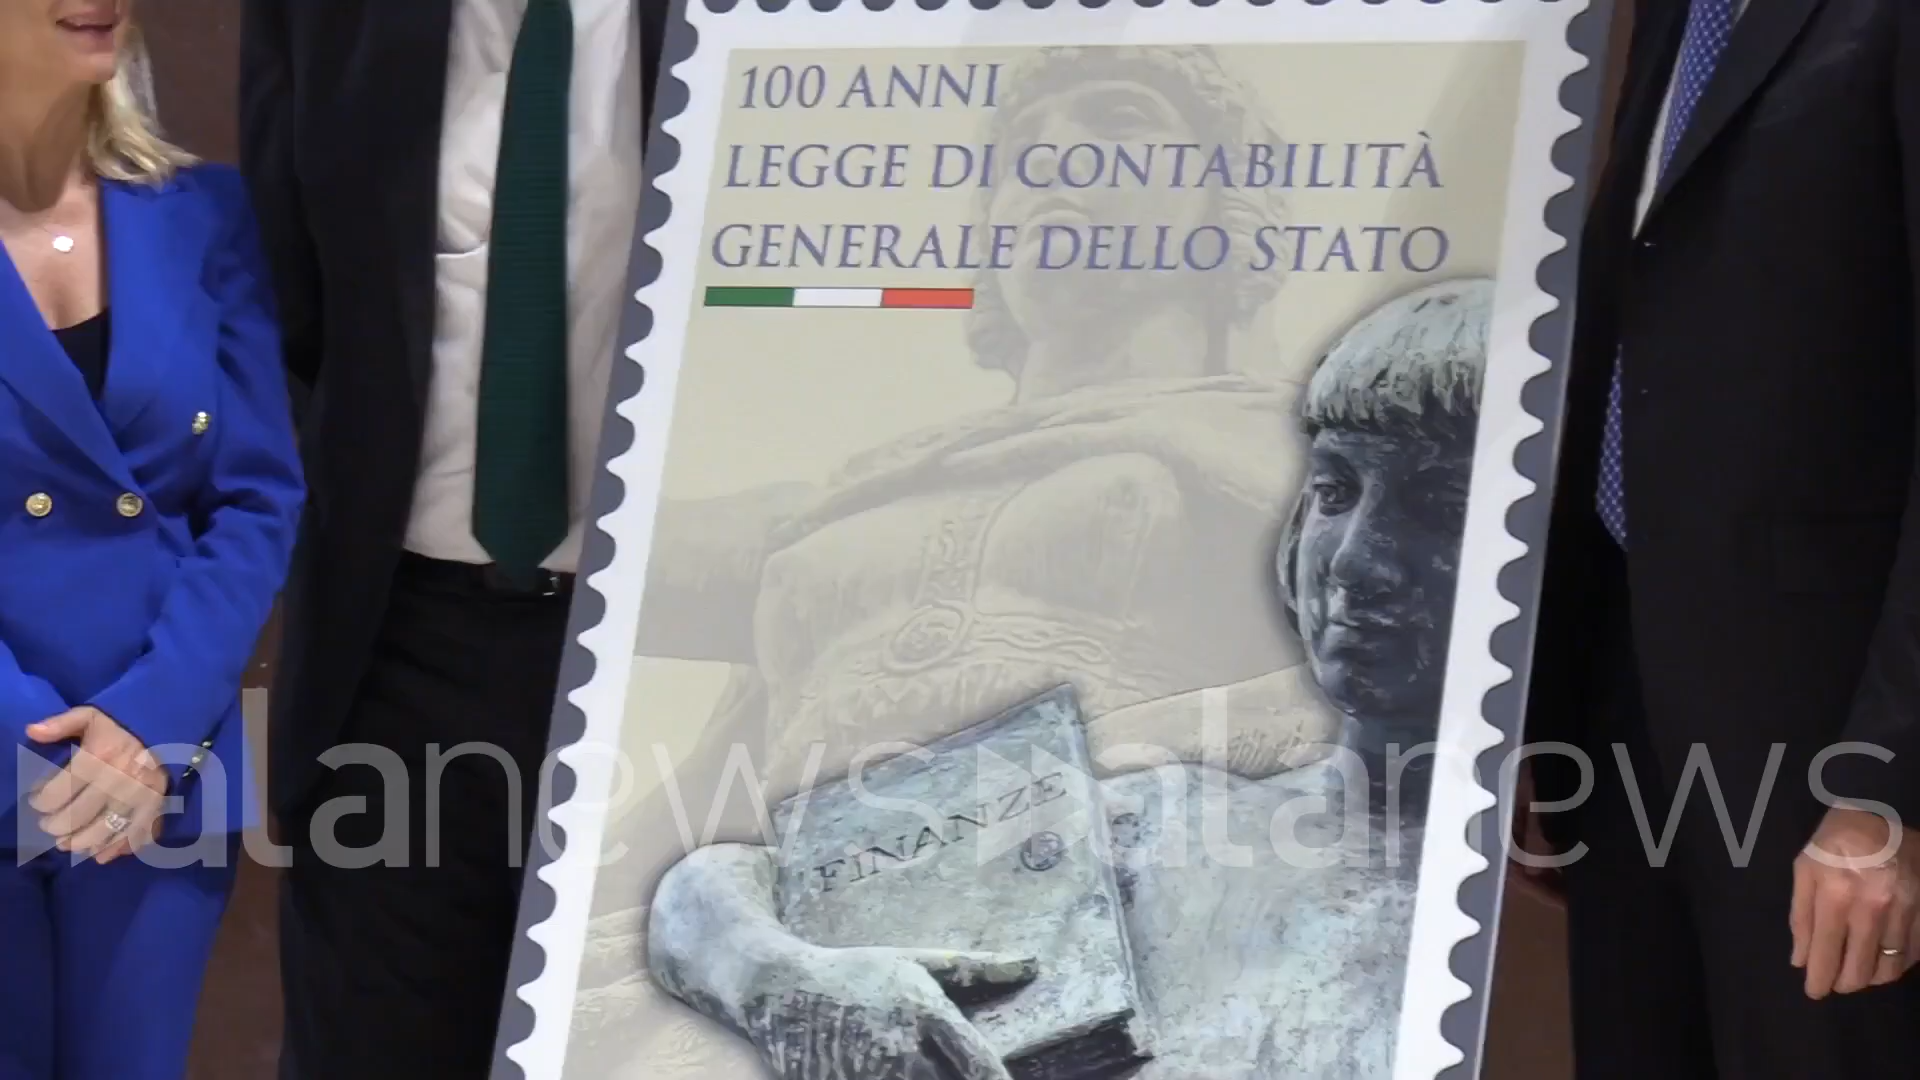 100 ANNI
LEGGE DI CONTABILITÀ
GENERALE DELLO STATO
FINANZE
alanews alanews